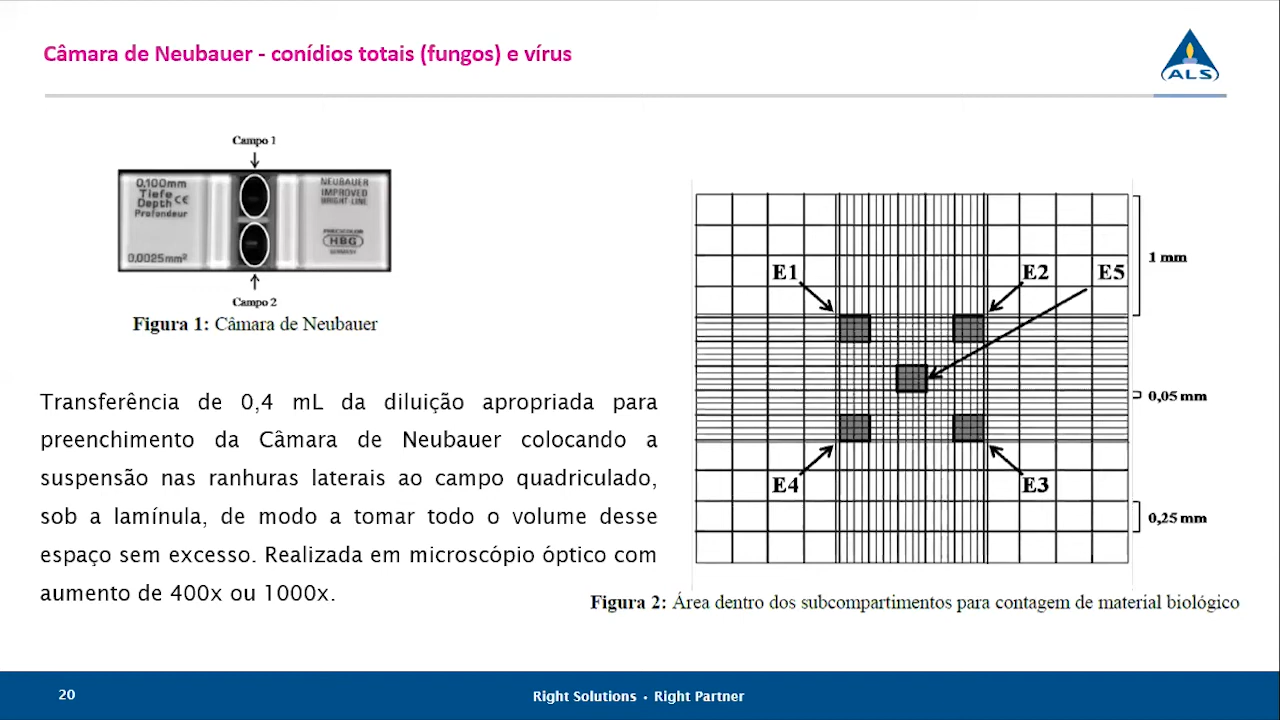 Câmara de Neubauer - conídios totais (fungos) e vírus
ALS
Campo 1
0,100mm
Tiefe
Depth CE
Profondeur
0,0025mm²
NEUBAUER
IMPROVED
BRIGHT-LINE
HBG
GERMANY
Campo 2
Figura 1: Câmara de Neubauer
Transferência de 0,4 mL da diluição apropriada para
preenchimento da Câmara de Neubauer colocando a
suspensão nas ranhuras laterais ao campo quadriculado,
sob a lamínula, de modo a tomar todo o volume desse
espaço sem excesso. Realizada em microscópio óptico com
aumento de 400x ou 1000x.
E1
E2
E5
E4
E3
1 mm
0,05 mm
0,25 mm
Figura 2: Área dentro dos subcompartimentos para contagem de material biológico
20
Right Solutions • Right Partner